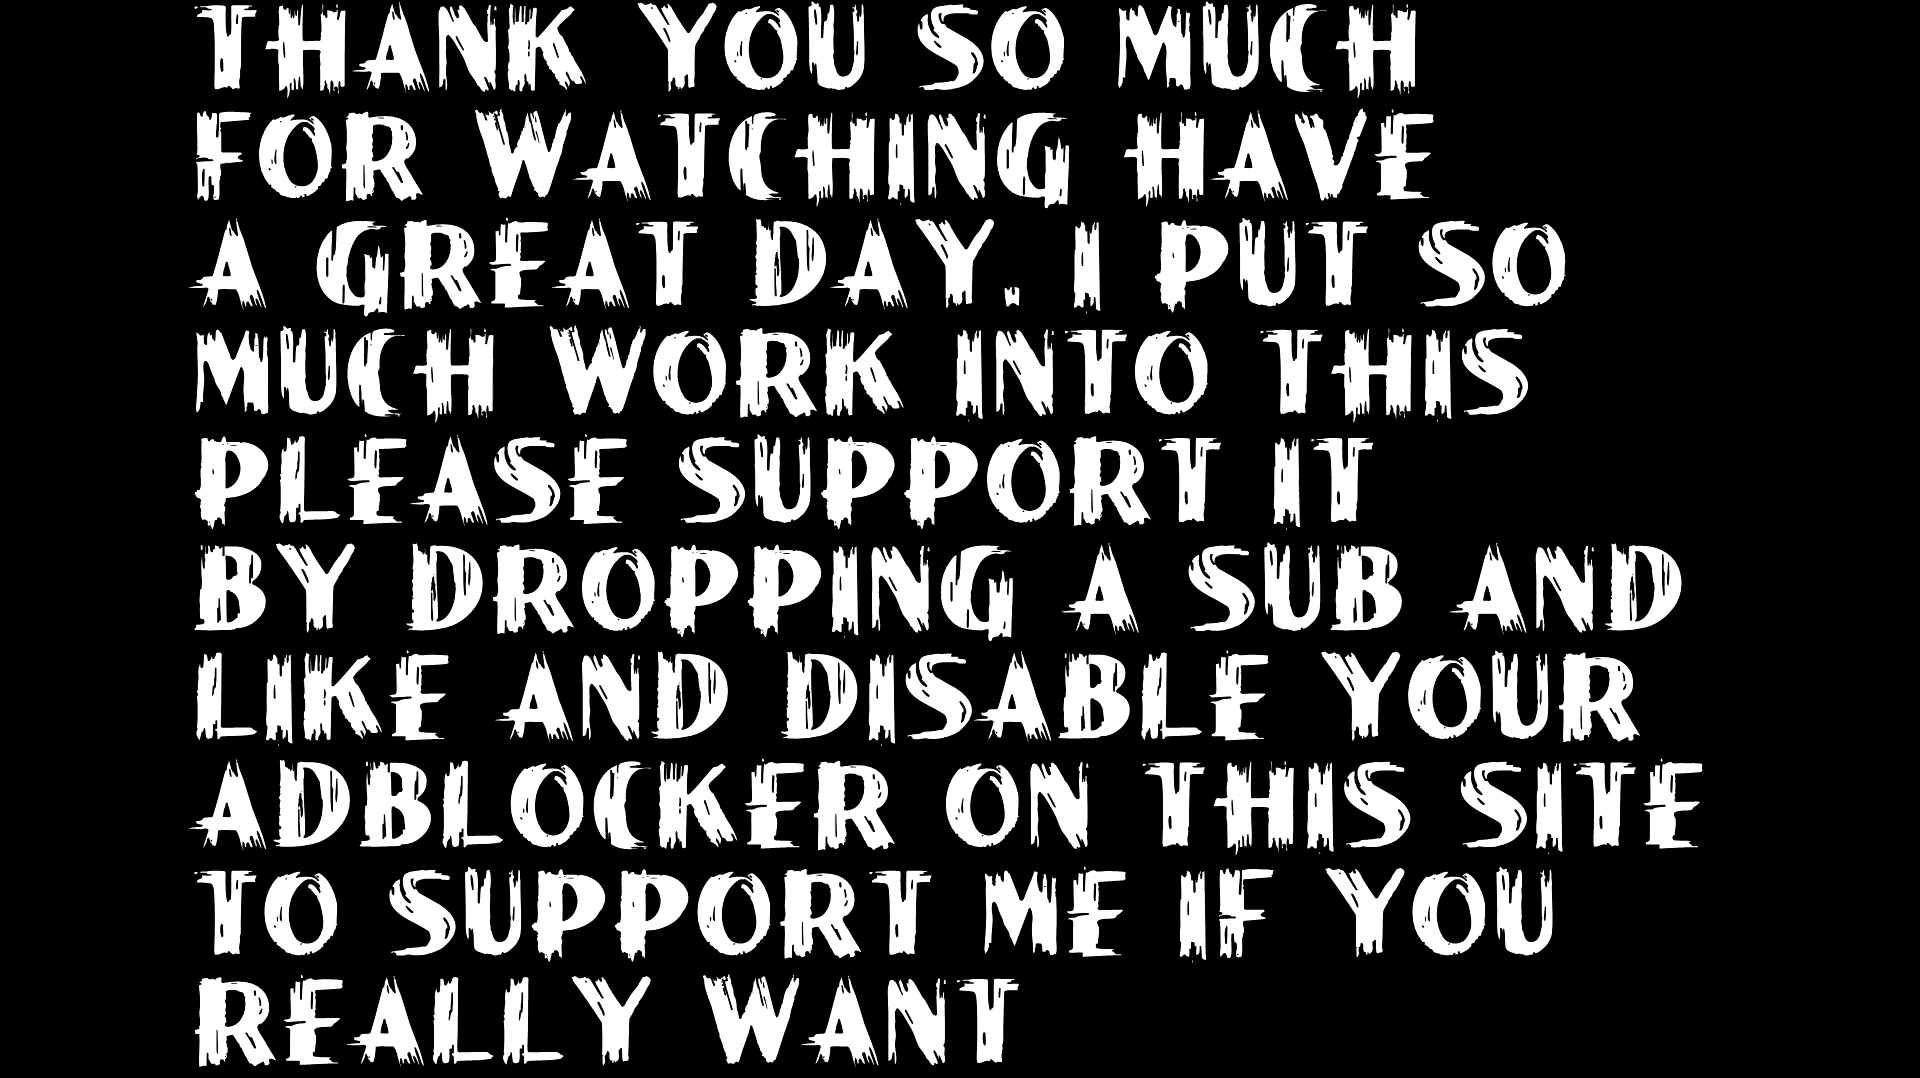 THANK YOU SO MUCH
FOR WATCHING HAVE
A GREAT DAY. I PUT SO
MUCH WORK INTO THIS
PLEASE SUPPORT IT
BY DROPPING A SUB AND
LIKE AND DISABLE YOUR
ADBLOCKER ON THIS SITE
TO SUPPORT ME IF YOU
REALLY WANT